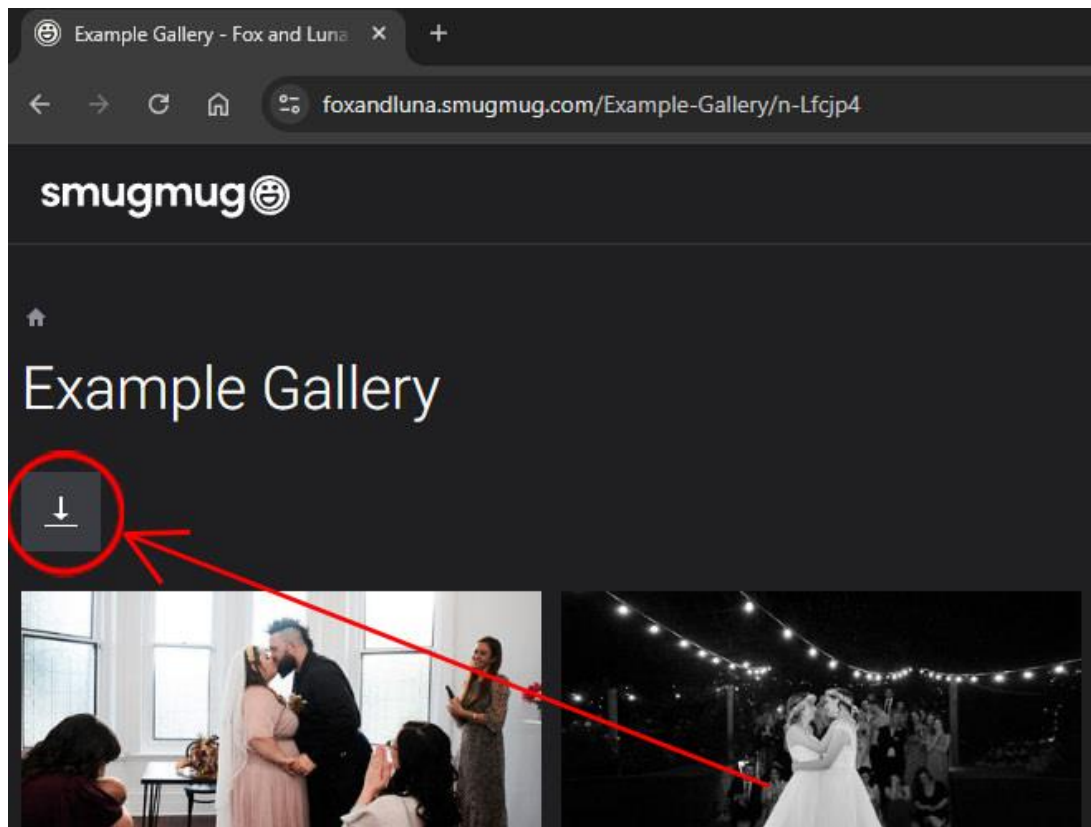 Example Gallery - Fox and Luna
foxandluna.smugmug.com/Example-Gallery/n-Lfcjp4
smugmug
Example Gallery